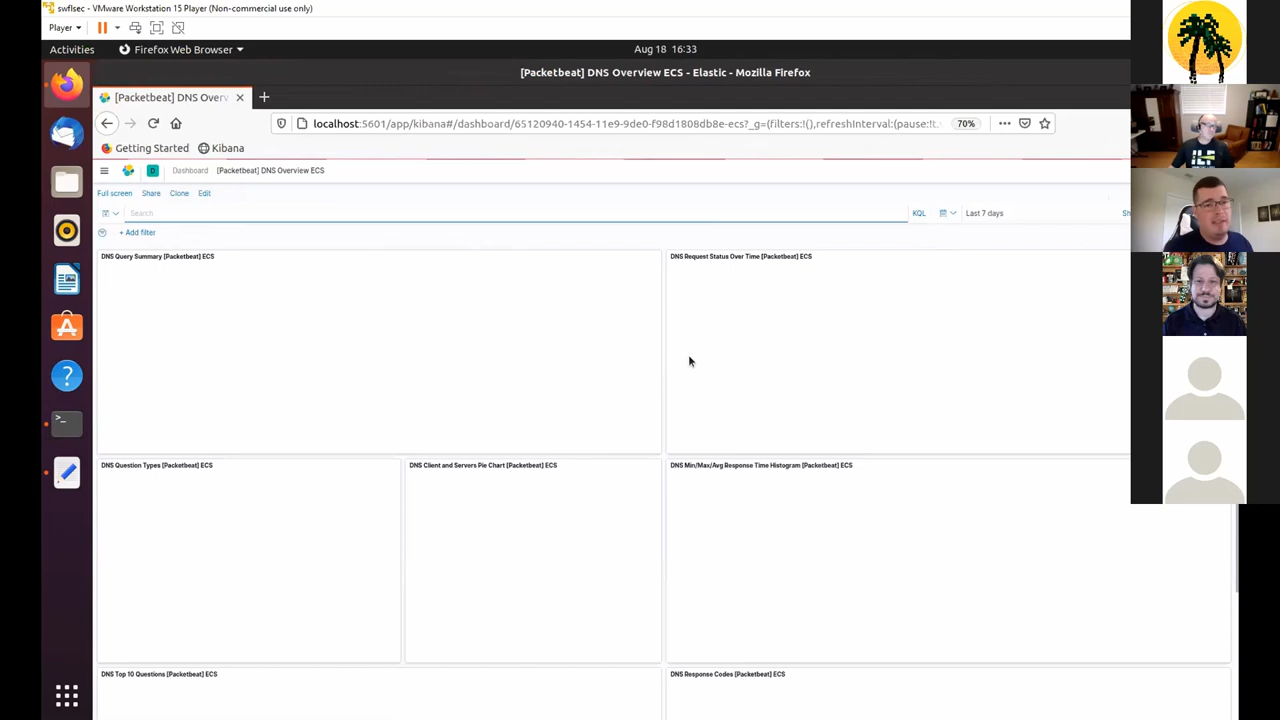 swflsec - VMware Workstation 15 Player (Non-commercial use only)
Player
Activities
Firefox Web Browser
Aug 18 16:33
[Packetbeat] DNS Overview ECS - Elastic - Mozilla Firefox
[Packetbeat] DNS Overv
localhost:5601/app/kibana#/dashboard/65120940-1454-11e9-9de0-f98d1808db8e-ecs?_g=(filters:!(),refreshInterval:(pause:!t,
70%
Getting Started
Kibana
D
Dashboard
[Packetbeat] DNS Overview ECS
Full screen
Share
Clone
Edit
Search
KQL
Last 7 days
Sh
+ Add filter
DNS Query Summary [Packetbeat] ECS
DNS Request Status Over Time [Packetbeat] ECS
DNS Question Types [Packetbeat] ECS
DNS Client and Servers Pie Chart [Packetbeat] ECS
DNS Min/Max/Avg Response Time Histogram [Packetbeat] ECS
DNS Top 10 Questions [Packetbeat] ECS
DNS Response Codes [Packetbeat] ECS